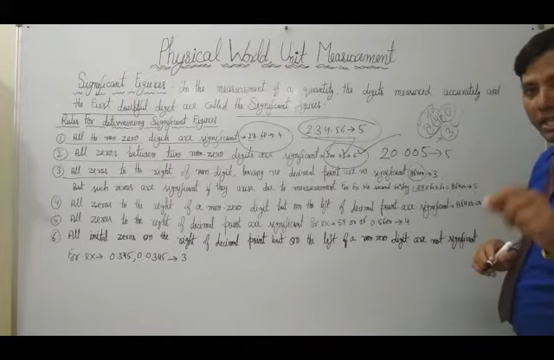 Physical World Unit Measurement
Significant Figures - In the measurement of a quantity, the digits measured accurately and
the First doubtful digit are called the Significant figures.
Rules for determining Significant Figures
234.56→5
① All the non zero digits are significant
② All zeros between two non-zero digits are significant
20.005→5
③ All zeros to the right of non digit having no decimal point are no significant → 3
But such zeros are significant if they arise due to measurement
④ All zeros to the right of a non-zero digit but on the left of decimal point are significant
⑤ All zeros to the right of decimal point are significant for ex→ → 4
⑥ All initial zeros on the right of decimal point but on the left of a non zero digit are not significant
For ex→ 0.345, 0.0345 → 3